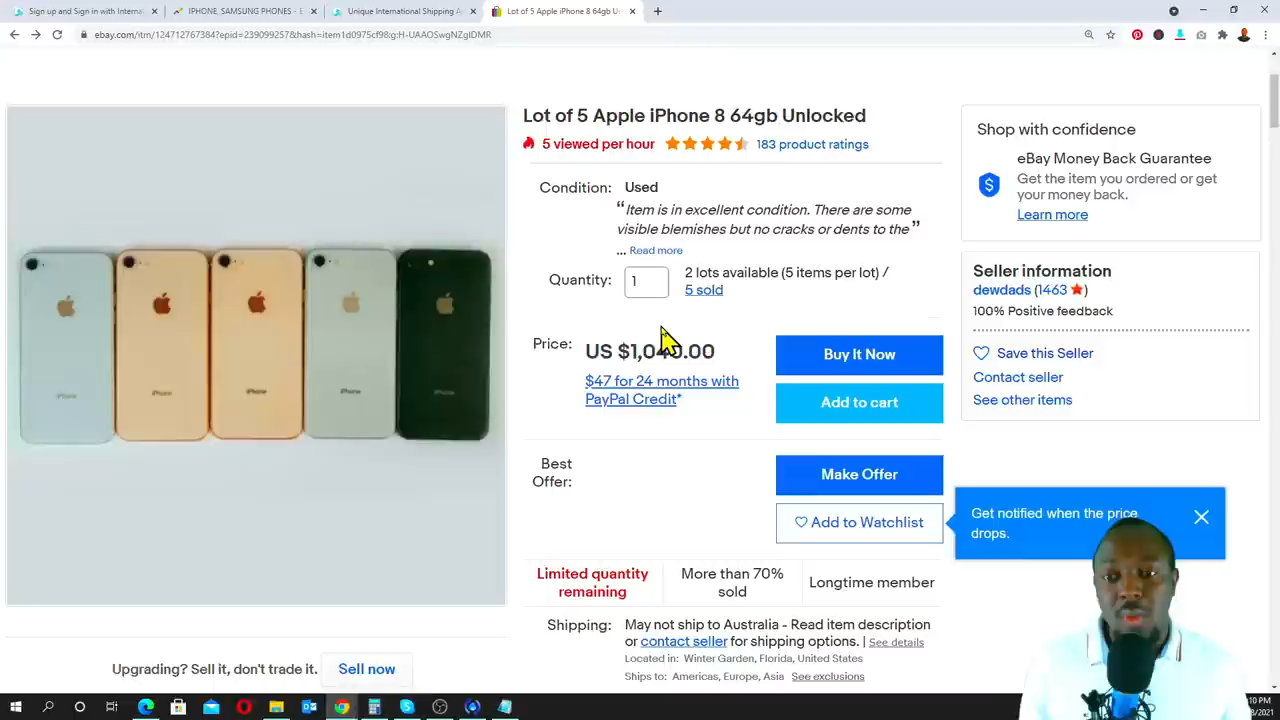 Sign up and Sign in with Interna
IPHONE, SAMSUNG PHONES - E
Unique International Shipping A
Lot of 5 Apple iPhone 8 64gb U
ebay.com/itm/124712767384?epid=239099257&hash=item1d0975cf98:g:H-UAAOSwgNZgIDMR
Lot of 5 Apple iPhone 8 64gb Unlocked
5 viewed per hour
183 product ratings
Condition: Used
“Item is in excellent condition. There are some
visible blemishes but no cracks or dents to the”
... Read more
Quantity: 1
2 lots available (5 items per lot) /
5 sold
Price: US $1,040.00
$47 for 24 months with
PayPal Credit*
Buy It Now
Add to cart
Best
Offer:
Make Offer
Add to Watchlist
Limited quantity
remaining
More than 70%
sold
Longtime member
Shipping: May not ship to Australia - Read item description
or contact seller for shipping options. | See details
Located in: Winter Garden, Florida, United States
Ships to: Americas, Europe, Asia See exclusions
Shop with confidence
eBay Money Back Guarantee
Get the item you ordered or get
your money back.
Learn more
Seller information
dewdads (1463)
100% Positive feedback
Save this Seller
Contact seller
See other items
Get notified when the price
drops.
iPhone
iPhone
iPhone
iPhone
iPhone
Upgrading? Sell it, don't trade it.
Sell now